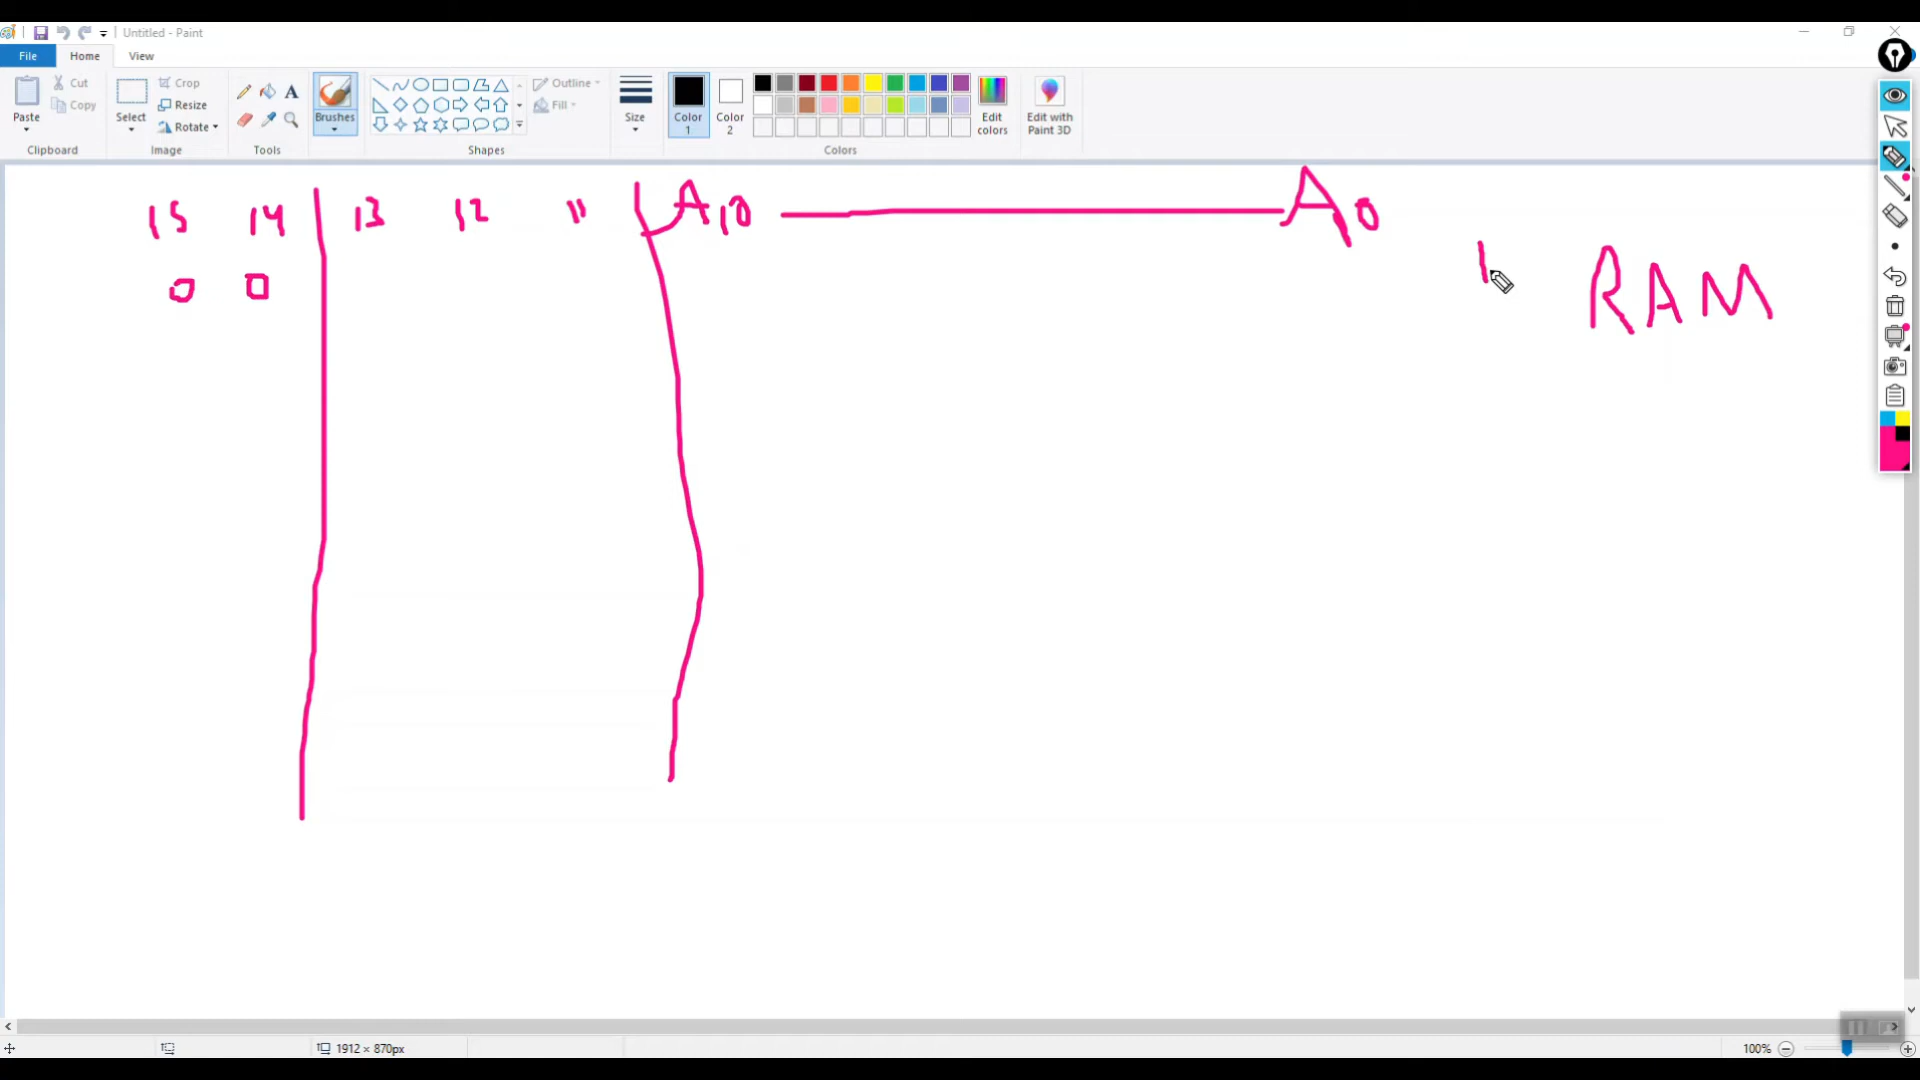 Untitled - Paint
File Home View
Cut
Copy
Paste
Clipboard
Crop
Resize
Rotate
Select
Image
Tools
Brushes
Outline
Fill
Shapes
Size
Color 1
Color 2
Edit colors
Colors
Edit with Paint 3D
15 14 13 12 11 A10 A0
0 0
RAM
1912 × 870px
100%